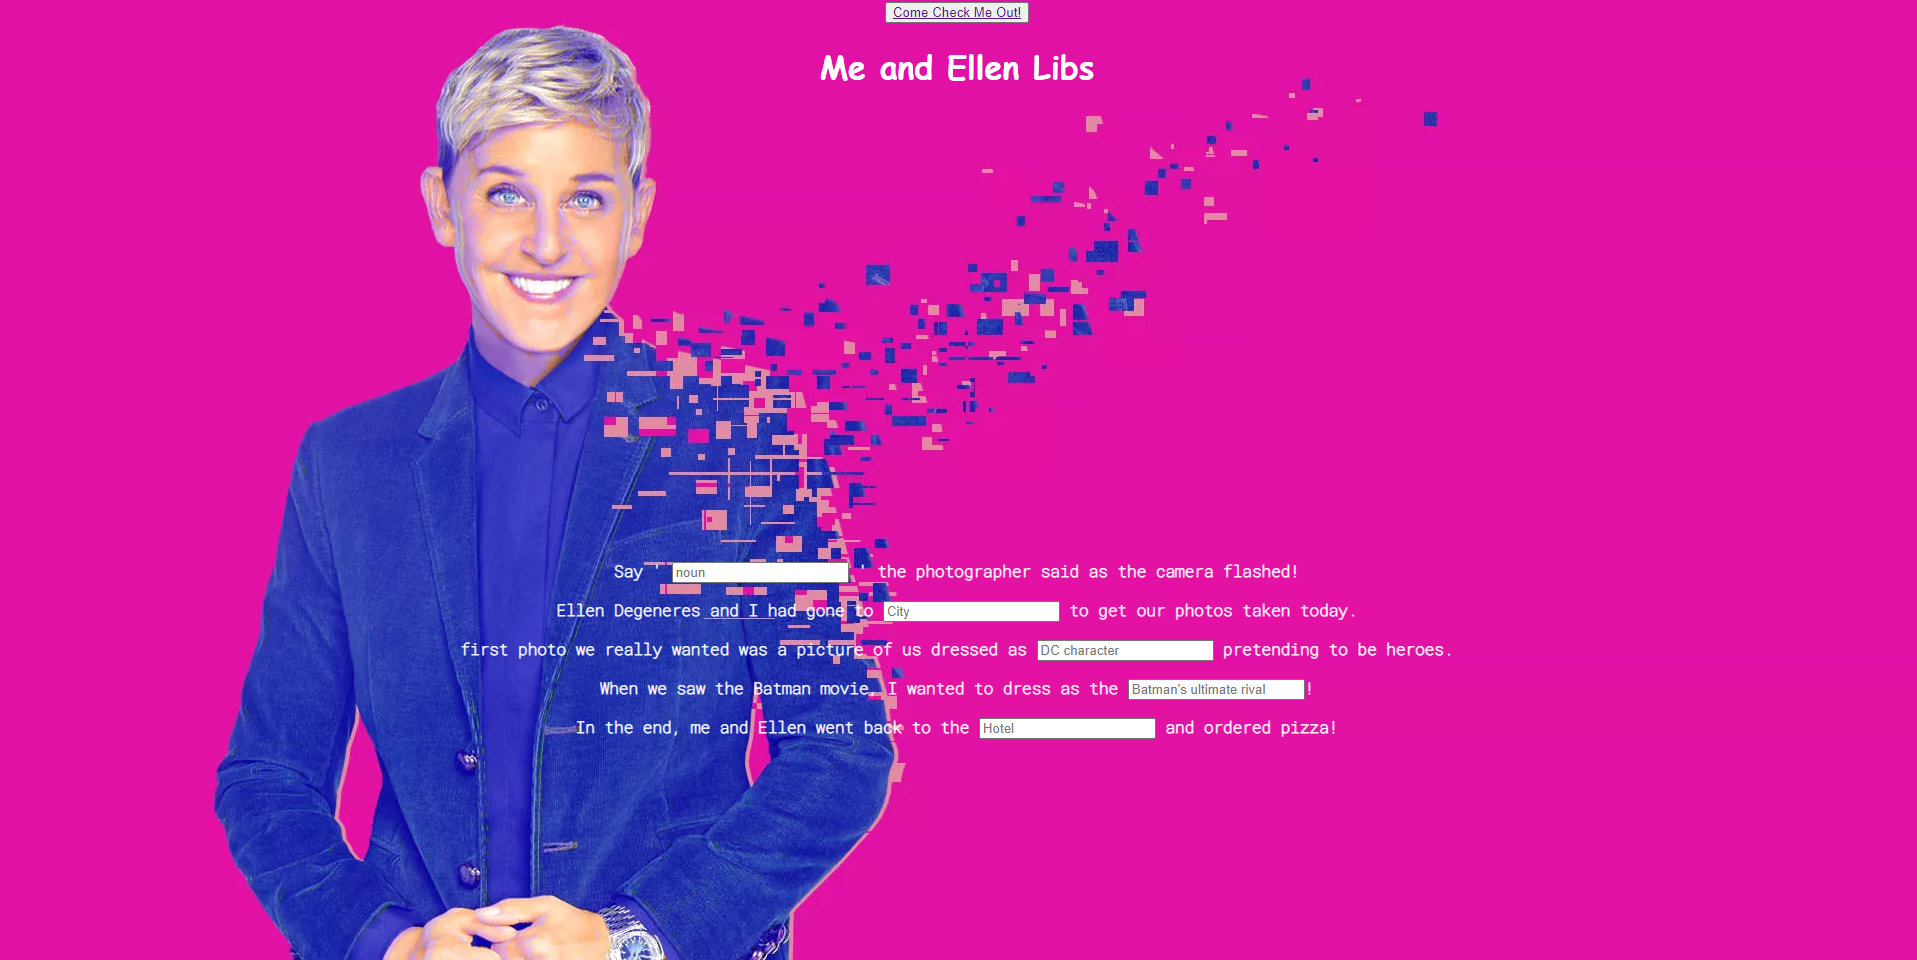 Come Check Me Out!
Me and Ellen Libs
Say ' noun ' the photographer said as the camera flashed!
Ellen Degeneres and I had gone to City to get our photos taken today.
first photo we really wanted was a picture of us dressed as DC character pretending to be heroes.
When we saw the Batman movie, I wanted to dress as the Batman's ultimate rival!
In the end, me and Ellen went back to the Hotel and ordered pizza!